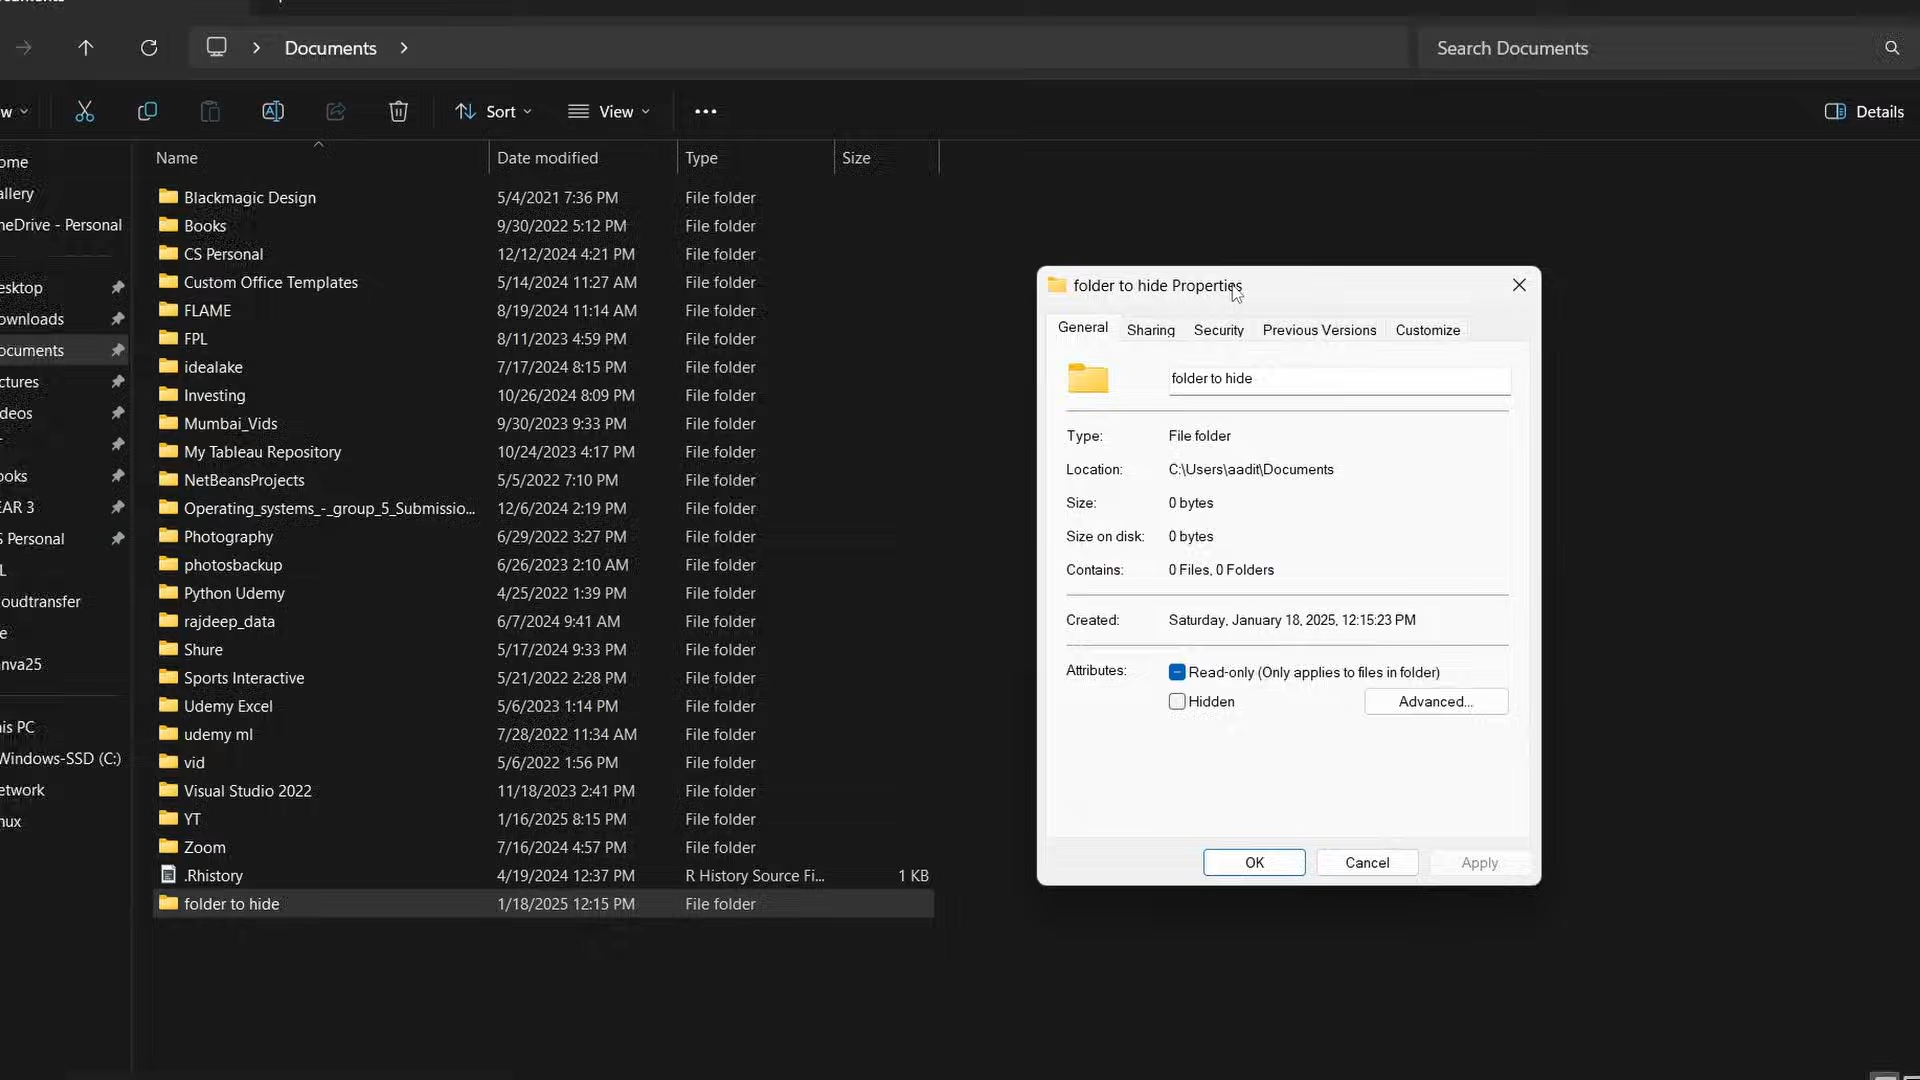 Documents
Search Documents
Sort
View
Details
Name
Date modified
Type
Size
Blackmagic Design 5/4/2021 7:36 PM File folder
Books 9/30/2022 5:12 PM File folder
CS Personal 12/12/2024 4:21 PM File folder
Custom Office Templates 5/14/2024 11:27 AM File folder
FLAME 8/19/2024 11:14 AM File folder
FPL 8/11/2023 4:59 PM File folder
idealake 7/17/2024 8:15 PM File folder
Investing 10/26/2024 8:09 PM File folder
Mumbai_Vids 9/30/2023 9:33 PM File folder
My Tableau Repository 10/24/2023 4:17 PM File folder
NetBeansProjects 5/5/2022 7:10 PM File folder
Operating_systems_-_group_5_Submissio... 12/6/2024 2:19 PM File folder
Photography 6/29/2022 3:27 PM File folder
photosbackup 6/26/2023 2:10 AM File folder
Python Udemy 4/25/2022 1:39 PM File folder
rajdeep_data 6/7/2024 9:41 AM File folder
Shure 5/17/2024 9:33 PM File folder
Sports Interactive 5/21/2022 2:28 PM File folder
Udemy Excel 5/6/2023 1:14 PM File folder
udemy ml 7/28/2022 11:34 AM File folder
vid 5/6/2022 1:56 PM File folder
Visual Studio 2022 11/18/2023 2:41 PM File folder
YT 1/16/2025 8:15 PM File folder
Zoom 7/16/2024 4:57 PM File folder
.Rhistory 4/19/2024 12:37 PM R History Source Fi... 1 KB
folder to hide 1/18/2025 12:15 PM File folder
ome
allery
neDrive - Personal
esktop
ownloads
ocuments
ctures
deos
ooks
EAR 3
S Personal
L
oudtransfer
e
anva25
his PC
Windows-SSD (C:)
etwork
nux
folder to hide Properties
General
Sharing
Security
Previous Versions
Customize
folder to hide
Type: File folder
Location: C:\Users\aadit\Documents
Size: 0 bytes
Size on disk: 0 bytes
Contains: 0 Files, 0 Folders
Created: Saturday, January 18, 2025, 12:15:23 PM
Attributes: Read-only (Only applies to files in folder)
Hidden
Advanced...
OK
Cancel
Apply